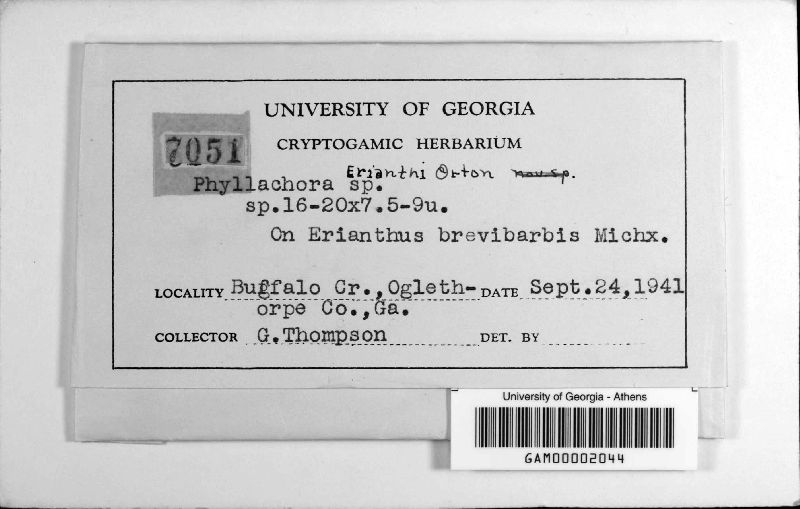 UNIVERSITY OF GEORGIA
CRYPTOGAMIC HERBARIUM
7051
Erianthi Orton nov. sp.
Phyllachora sp.
sp.16-20x7.5-9u.
On Erianthus brevibarbis Michx.
LOCALITY Buffalo Cr.,Ogleth- DATE Sept.24,1941
orpe Co.,Ga.
COLLECTOR G.Thompson DET. BY
University of Georgia - Athens
GAM00002044